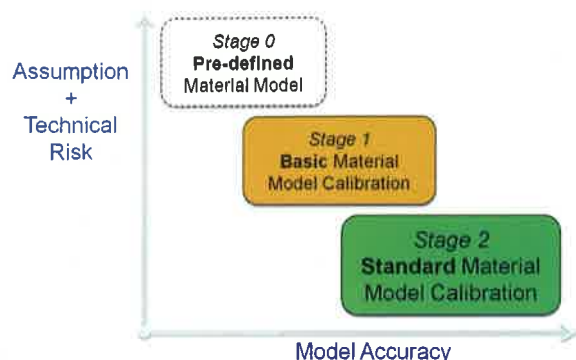 Assumption
+
Technical
Risk
Stage 0
Pre-defined
Material Model
Stage 1
Basic Material
Model Calibration
Stage 2
Standard Material
Model Calibration
Model Accuracy